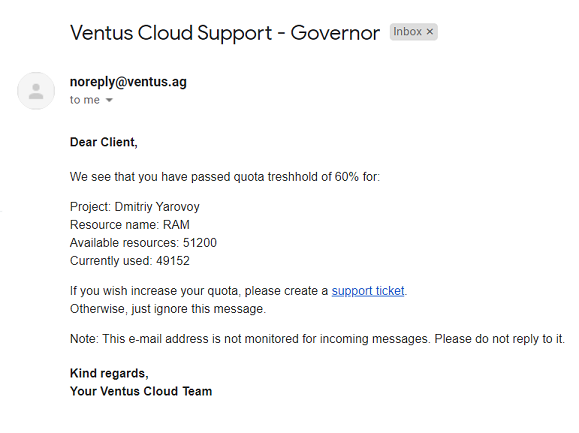 Ventus Cloud Support - Governor Inbox ×
noreply@ventus.ag
to me
Dear Client,
We see that you have passed quota treshhold of 60% for:
Project: Dmitriy Yarovoy
Resource name: RAM
Available resources: 51200
Currently used: 49152
If you wish increase your quota, please create a support ticket.
Otherwise, just ignore this message.
Note: This e-mail address is not monitored for incoming messages. Please do not reply to it.
Kind regards,
Your Ventus Cloud Team